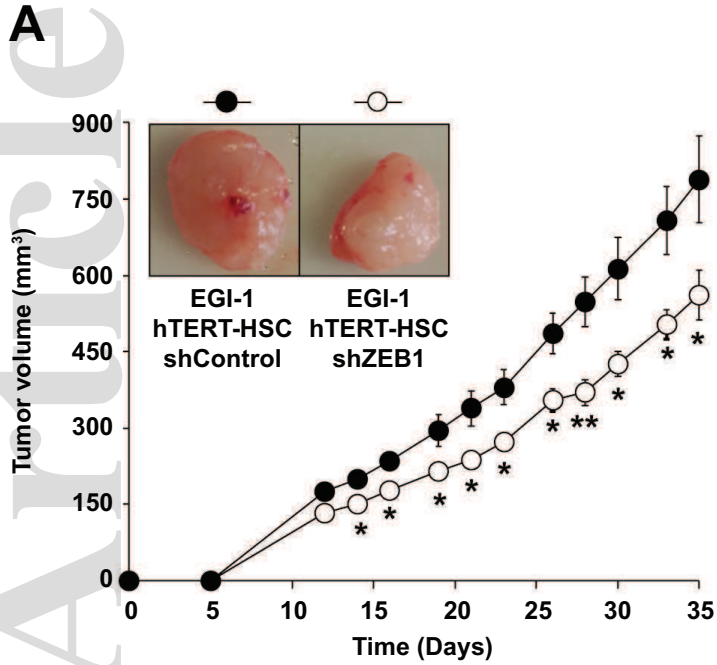 A
Article
900
750
600
450
300
150
0
Tumor volume (mm³)
EGI-1
hTERT-HSC
shControl
EGI-1
hTERT-HSC
shZEB1
*
*
*
*
*
*
**
*
*
*
0 5 10 15 20 25 30 35
Time (Days)